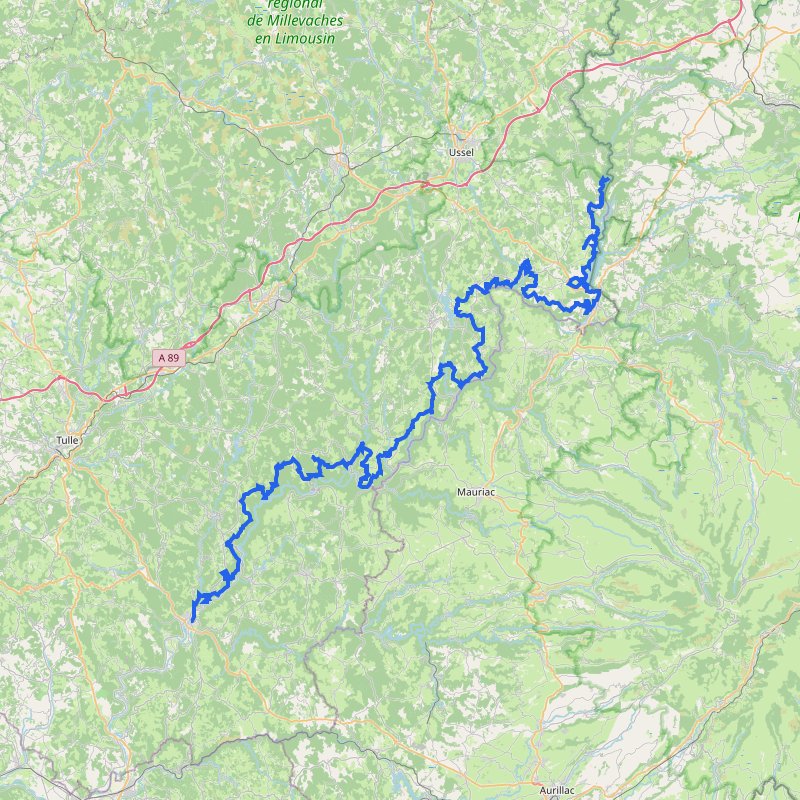 régional
de Millevaches
en Limousin
Ussel
A 89
Tulle
Mauriac
Aurillac